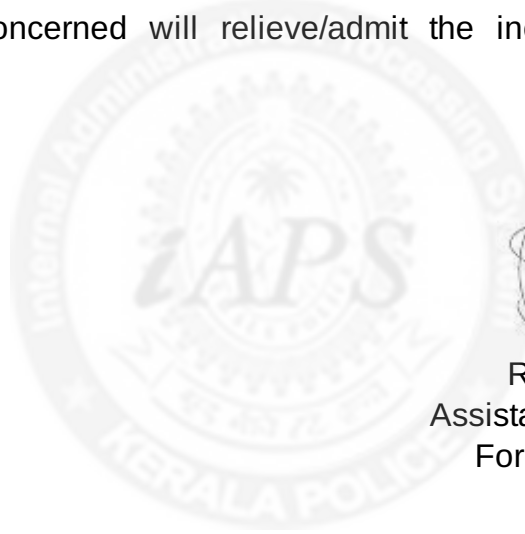 oncerned will relieve/admit the in
Internal Administrative Processing System
iAPS
KERALA POLICE
R
Assista
For